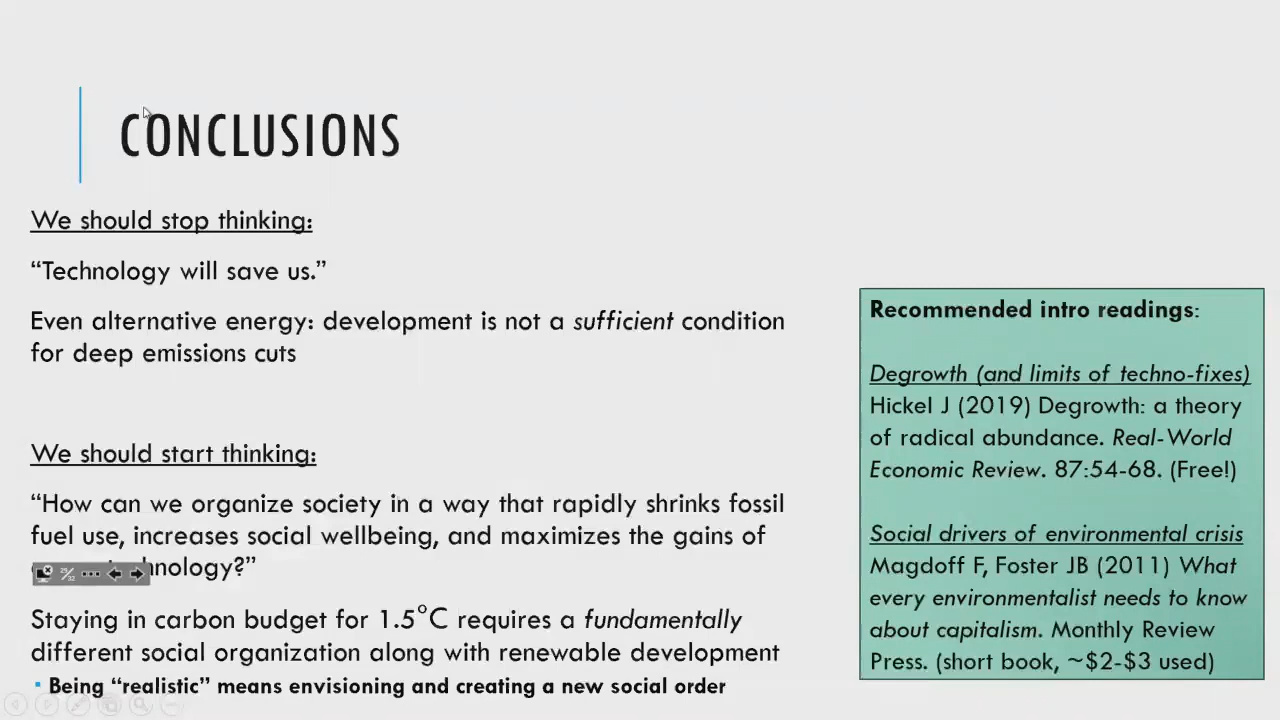 CONCLUSIONS
We should stop thinking:
“Technology will save us.”
Even alternative energy: development is not a sufficient condition
for deep emissions cuts
We should start thinking:
“How can we organize society in a way that rapidly shrinks fossil
fuel use, increases social wellbeing, and maximizes the gains of
hnology?”
Staying in carbon budget for 1.5°C requires a fundamentally
different social organization along with renewable development
▪ Being “realistic” means envisioning and creating a new social order
Recommended intro readings:
Degrowth (and limits of techno-fixes)
Hickel J (2019) Degrowth: a theory
of radical abundance. Real-World
Economic Review. 87:54-68. (Free!)
Social drivers of environmental crisis
Magdoff F, Foster JB (2011) What
every environmentalist needs to know
about capitalism. Monthly Review
Press. (short book, ~$2-$3 used)